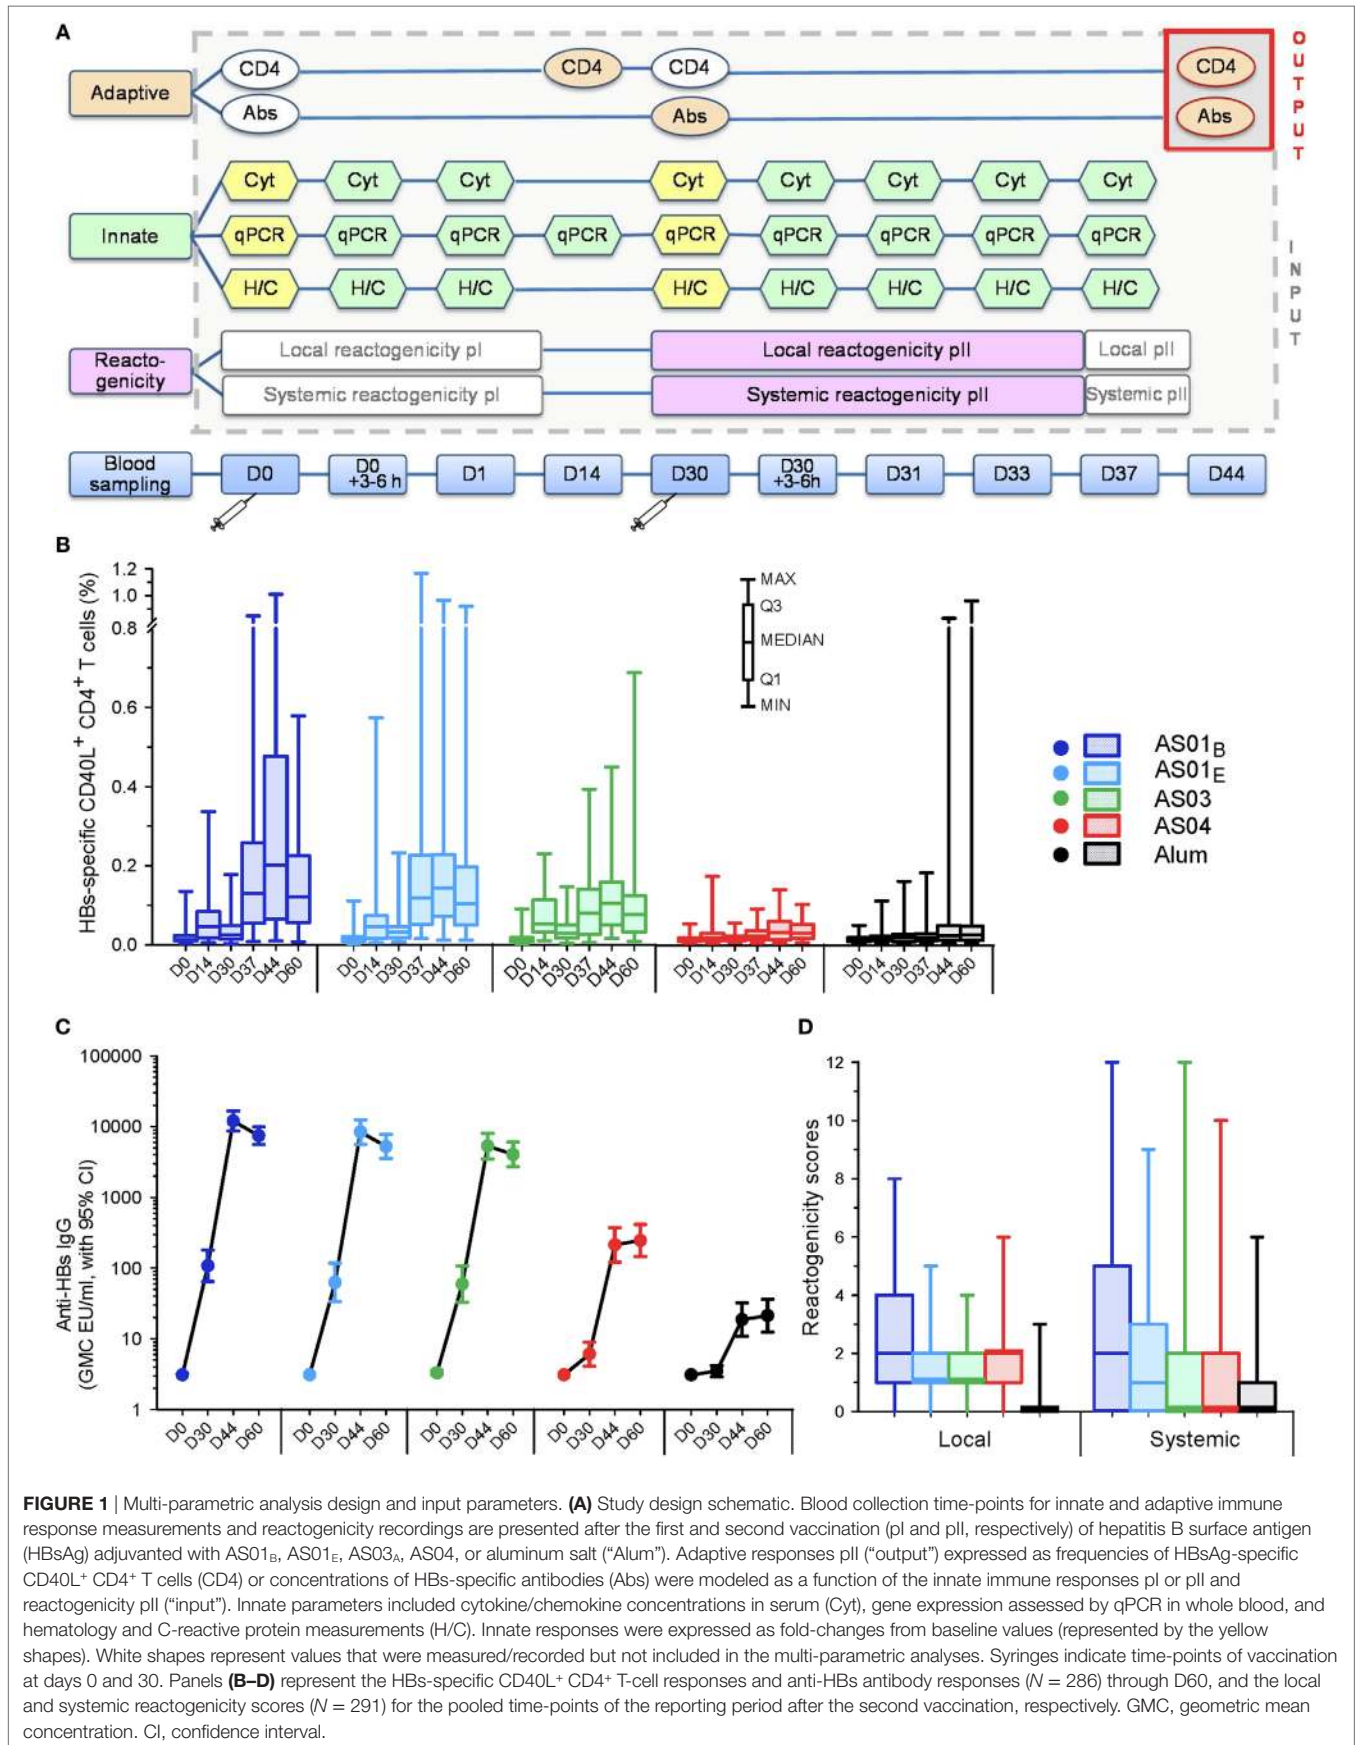 A
Adaptive
CD4
CD4
CD4
CD4
Abs
Abs
Abs
OUTPUT
Innate
Cyt
Cyt
Cyt
Cyt
Cyt
Cyt
Cyt
Cyt
qPCR
qPCR
qPCR
qPCR
qPCR
qPCR
qPCR
qPCR
qPCR
H/C
H/C
H/C
H/C
H/C
H/C
H/C
H/C
INPUT
Reacto-
genicity
Local reactogenicity pI
Local reactogenicity pII
Local pII
Systemic reactogenicity pI
Systemic reactogenicity pII
Systemic pII
Blood
sampling
D0
D0
+3-6 h
D1
D14
D30
D30
+3-6h
D31
D33
D37
D44
B
HBs-specific CD40L⁺ CD4⁺ T cells (%)
1.2
1.0
0.8
0.6
0.4
0.2
0.0
MAX
Q3
MEDIAN
Q1
MIN
D0 D14 D30 D37 D44 D60
D0 D14 D30 D37 D44 D60
D0 D14 D30 D37 D44 D60
D0 D14 D30 D37 D44 D60
D0 D14 D30 D37 D44 D60
AS01B
AS01E
AS03
AS04
Alum
C
Anti-HBs IgG
(GMC EU/ml, with 95% CI)
100000
10000
1000
100
10
1
D0 D30 D44 D60
D0 D30 D44 D60
D0 D30 D44 D60
D0 D30 D44 D60
D0 D30 D44 D60
D
Reactogenicity scores
12
10
8
6
4
2
0
Local
Systemic
FIGURE 1 | Multi-parametric analysis design and input parameters. (A) Study design schematic. Blood collection time-points for innate and adaptive immune
response measurements and reactogenicity recordings are presented after the first and second vaccination (pI and pII, respectively) of hepatitis B surface antigen
(HBsAg) adjuvanted with AS01B, AS01E, AS03A, AS04, or aluminum salt (“Alum”). Adaptive responses pII (“output”) expressed as frequencies of HBsAg-specific
CD40L⁺ CD4⁺ T cells (CD4) or concentrations of HBs-specific antibodies (Abs) were modeled as a function of the innate immune responses pI or pII and
reactogenicity pII (“input”). Innate parameters included cytokine/chemokine concentrations in serum (Cyt), gene expression assessed by qPCR in whole blood, and
hematology and C-reactive protein measurements (H/C). Innate responses were expressed as fold-changes from baseline values (represented by the yellow
shapes). White shapes represent values that were measured/recorded but not included in the multi-parametric analyses. Syringes indicate time-points of vaccination
at days 0 and 30. Panels (B–D) represent the HBs-specific CD40L⁺ CD4⁺ T-cell responses and anti-HBs antibody responses (N = 286) through D60, and the local
and systemic reactogenicity scores (N = 291) for the pooled time-points of the reporting period after the second vaccination, respectively. GMC, geometric mean
concentration. CI, confidence interval.